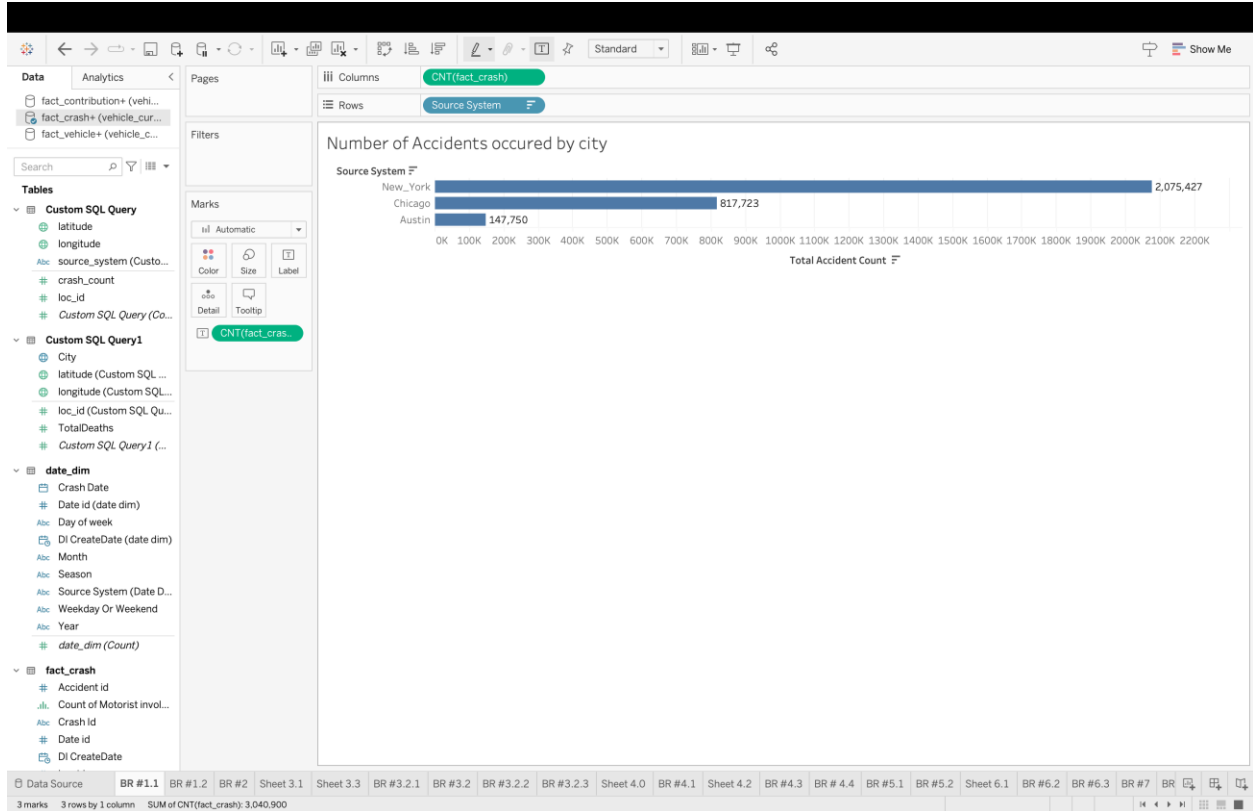 Standard
Show Me
Data
Analytics
fact_contribution+ (vehi...
fact_crash+ (vehicle_cur...
fact_vehicle+ (vehicle_c...
Search
Tables
Custom SQL Query
latitude
longitude
Abc source_system (Custo...
# crash_count
# loc_id
# Custom SQL Query (Co...
Custom SQL Query1
City
latitude (Custom SQL ...
longitude (Custom SQL...
# loc_id (Custom SQL Qu...
# TotalDeaths
# Custom SQL Query1 (...
date_dim
Crash Date
# Date id (date dim)
Abc Day of week
DI CreateDate (date dim)
Abc Month
Abc Season
Abc Source System (Date D...
Abc Weekday Or Weekend
Abc Year
# date_dim (Count)
fact_crash
# Accident id
Count of Motorist invol...
Abc Crash Id
# Date id
DI CreateDate
Pages
Filters
Marks
Automatic
Color Size Label
Detail Tooltip
CNT(fact_cras..
Columns CNT(fact_crash)
Rows Source System
Number of Accidents occured by city
Source System
New_York 2,075,427
Chicago 817,723
Austin 147,750
0K 100K 200K 300K 400K 500K 600K 700K 800K 900K 1000K 1100K 1200K 1300K 1400K 1500K 1600K 1700K 1800K 1900K 2000K 2100K 2200K
Total Accident Count
Data Source BR #1.1 BR #1.2 BR #2 Sheet 3.1 Sheet 3.3 BR #3.2.1 BR #3.2 BR #3.2.2 BR #3.2.3 Sheet 4.0 BR #4.1 Sheet 4.2 BR #4.3 BR # 4.4 BR #5.1 BR #5.2 Sheet 6.1 BR #6.2 BR #6.3 BR #7 BR
3 marks 3 rows by 1 column SUM of CNT(fact_crash): 3,040,900